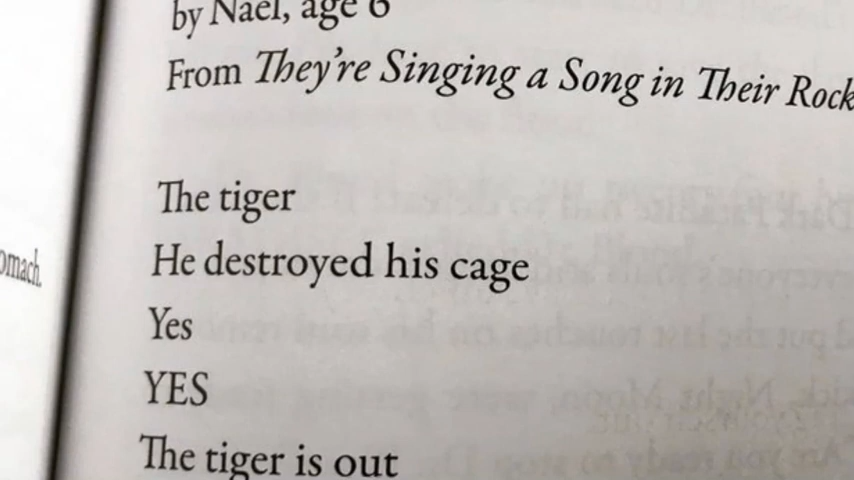 by Nael, age 6
From They're Singing a Song in Their Rock
The tiger
He destroyed his cage
Yes
YES
The tiger is out
omach.